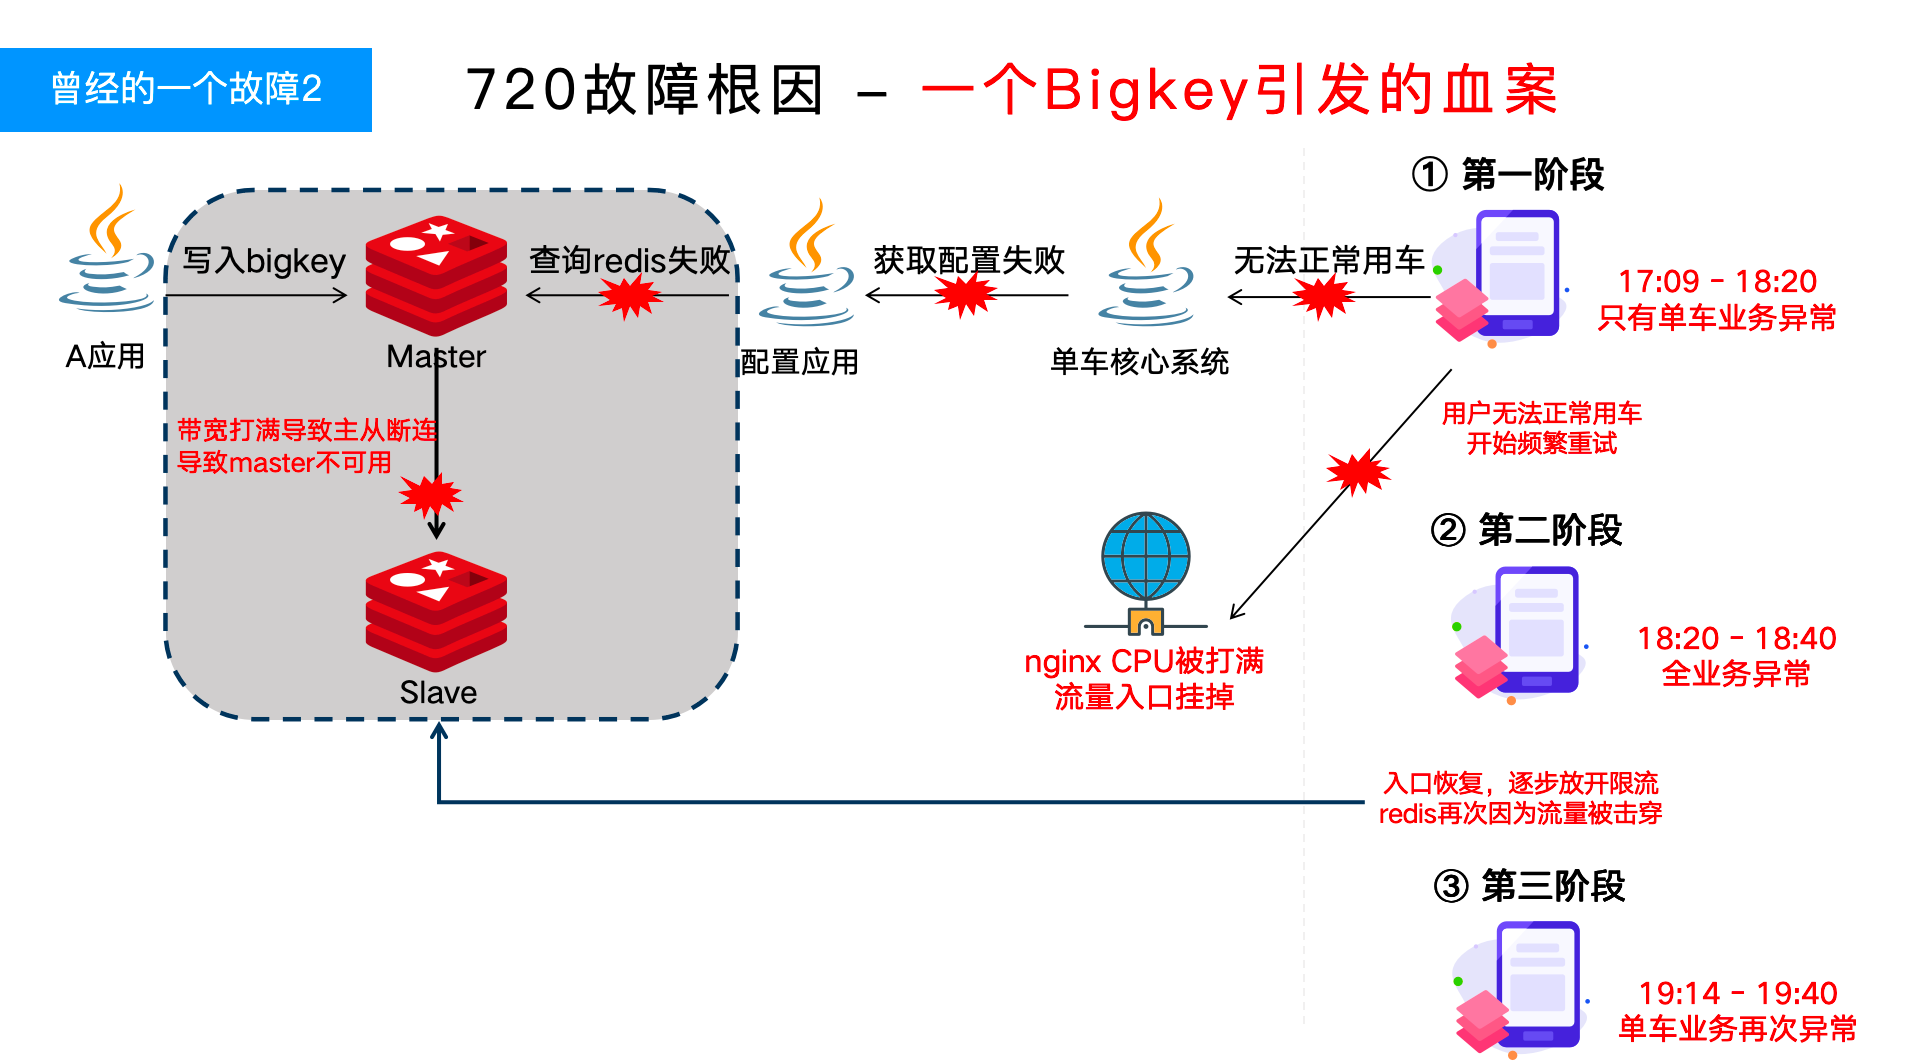 曾经的一个故障2
720故障根因 – 一个Bigkey引发的血案
① 第一阶段
写入bigkey
查询redis失败
获取配置失败
无法正常用车
17:09 - 18:20
只有单车业务异常
A应用
Master
配置应用
单车核心系统
带宽打满导致主从断连
导致master不可用
用户无法正常用车
开始频繁重试
② 第二阶段
18:20 - 18:40
全业务异常
nginx CPU被打满
流量入口挂掉
Slave
入口恢复，逐步放开限流
redis再次因为流量被击穿
③ 第三阶段
19:14 - 19:40
单车业务再次异常